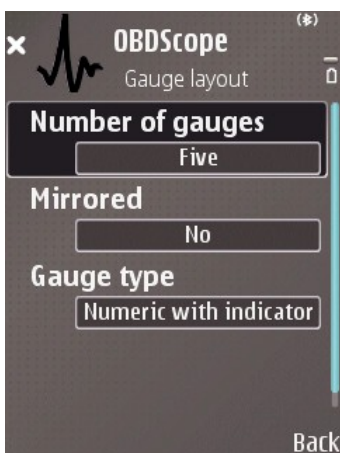 OBDScope
Gauge layout
Number of gauges
Five
Mirrored
No
Gauge type
Numeric with indicator
Back